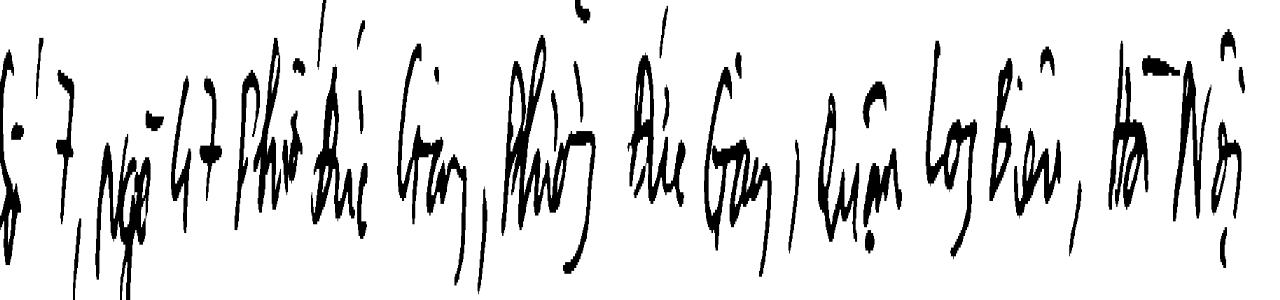 Số 7, ngõ 47 Phố Đức Giang, Phường Đức Giang, Quận Long Biên, Hà Nội